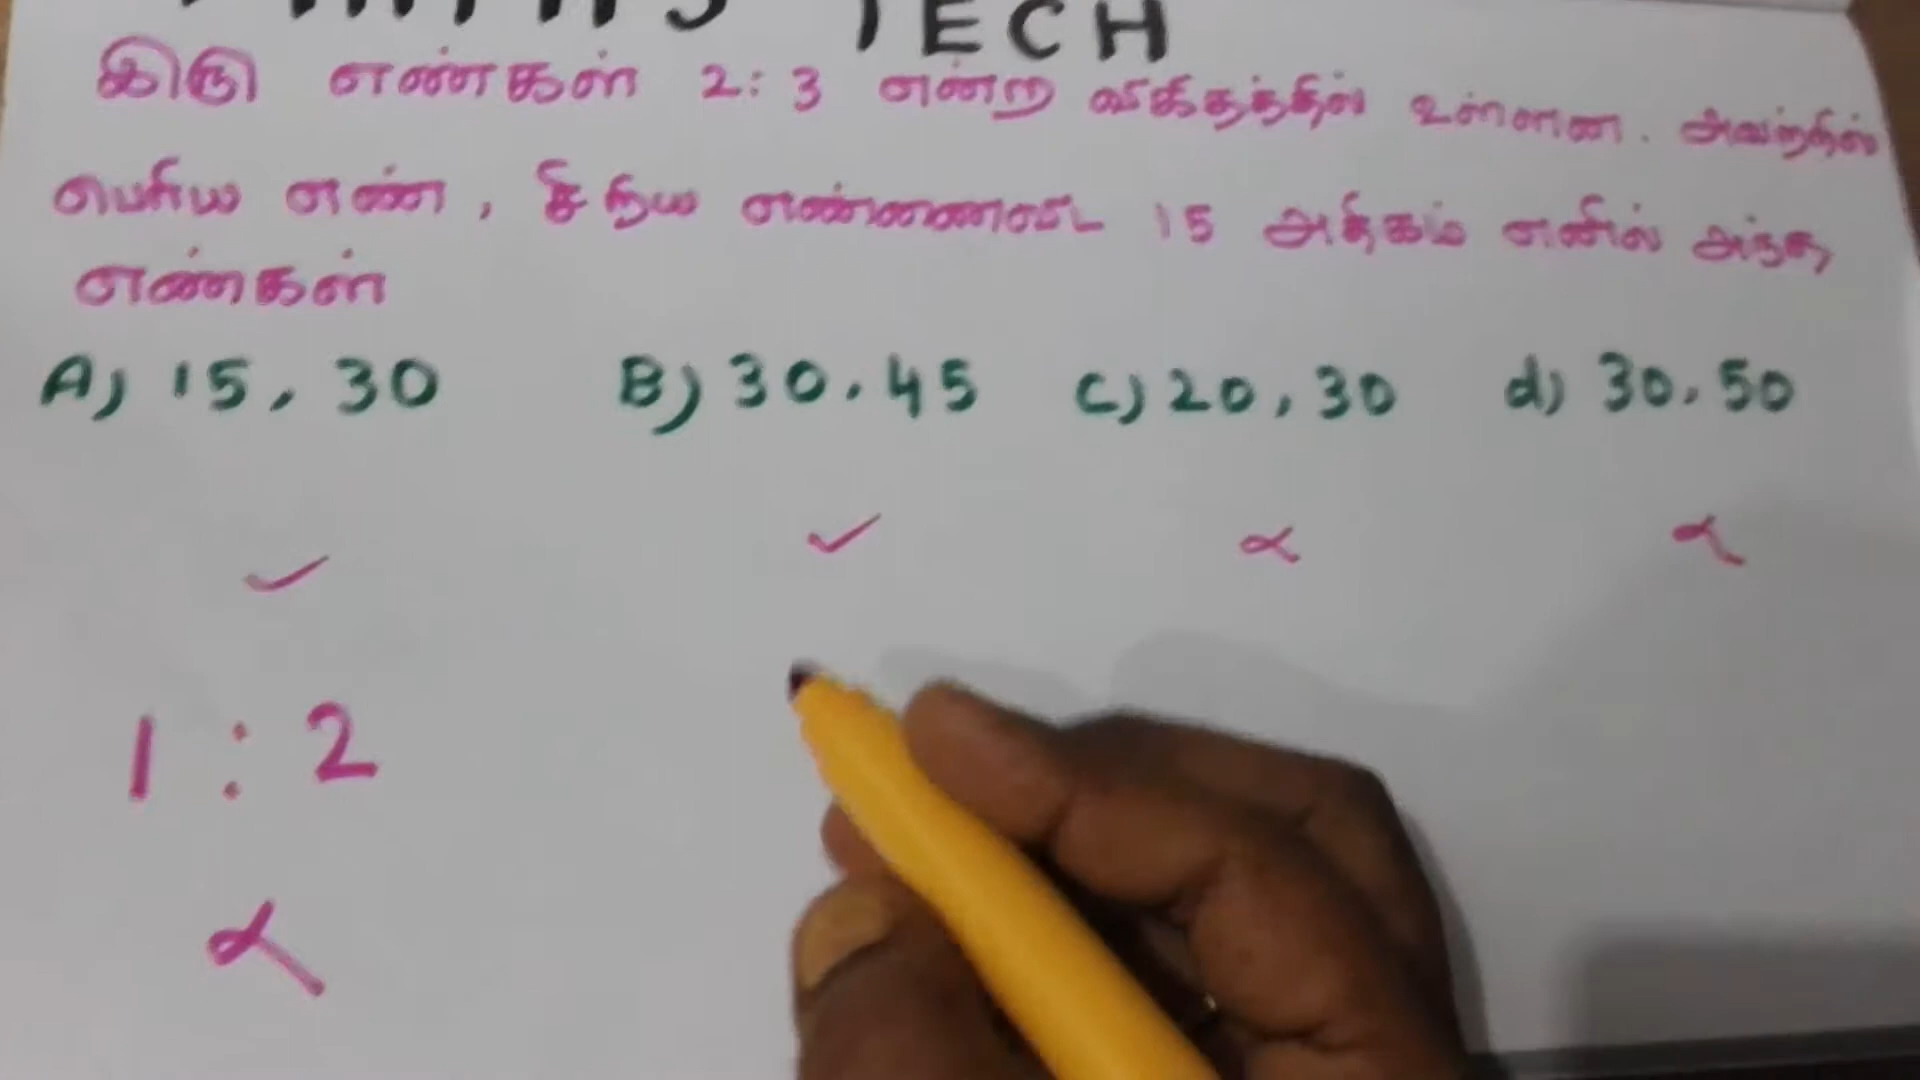 MATHS TECH
இரு எண்கள் 2:3 என்ற விகிதத்தில் உள்ளன. அவற்றில்
பெரிய எண், சிறிய எண்ணைவிட 15 அதிகம் எனில் அந்த
எண்கள்
A) 15, 30 B) 30, 45 C) 20, 30 d) 30, 50
1 : 2